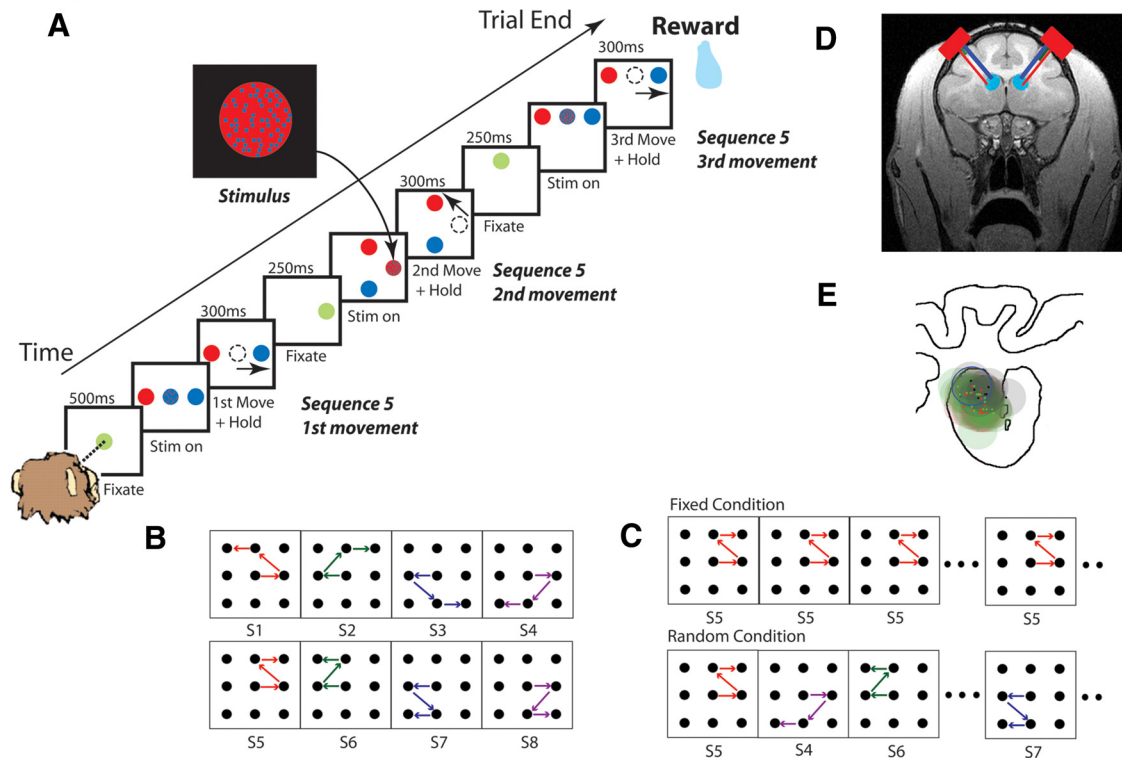 A
Trial End
Reward
300ms
3rd Move
+ Hold
Sequence 5
3rd movement
Stim on
250ms
Fixate
Stimulus
300ms
2nd Move
+ Hold
Sequence 5
2nd movement
Stim on
250ms
Fixate
300ms
1st Move
+ Hold
Sequence 5
1st movement
Time
Stim on
500ms
Fixate
D
E
B
S1 S2 S3 S4
S5 S6 S7 S8
C
Fixed Condition
S5 S5 S5 S5
Random Condition
S5 S4 S6 S7